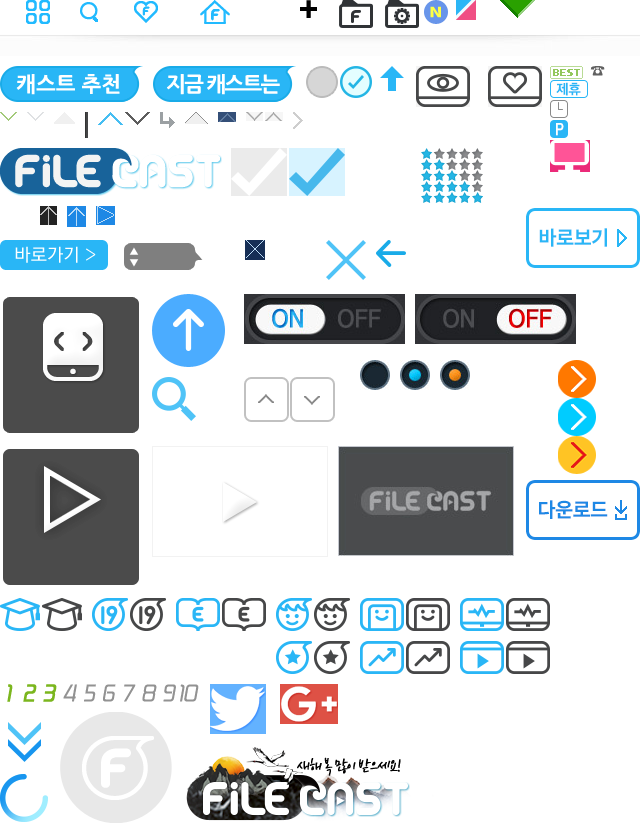 F F F N
캐스트 추천 지금 캐스트는 BEST
제휴
P
FiLE CAST
바로보기
바로가기 >
ON OFF ON OFF
FiLE CAST
다운로드
19 19 E E
1 2 3 4 5 6 7 8 9 10
G+
F
새해 복 많이 받으세요!
FiLE CAST